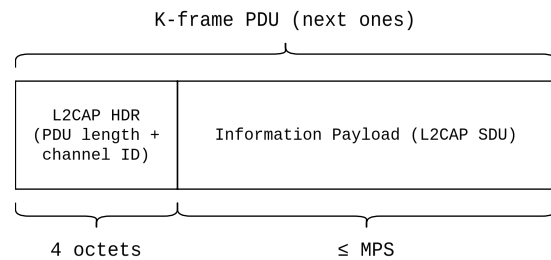 K-frame PDU (next ones)
L2CAP HDR
(PDU length +
channel ID)
Information Payload (L2CAP SDU)
4 octets
≤ MPS